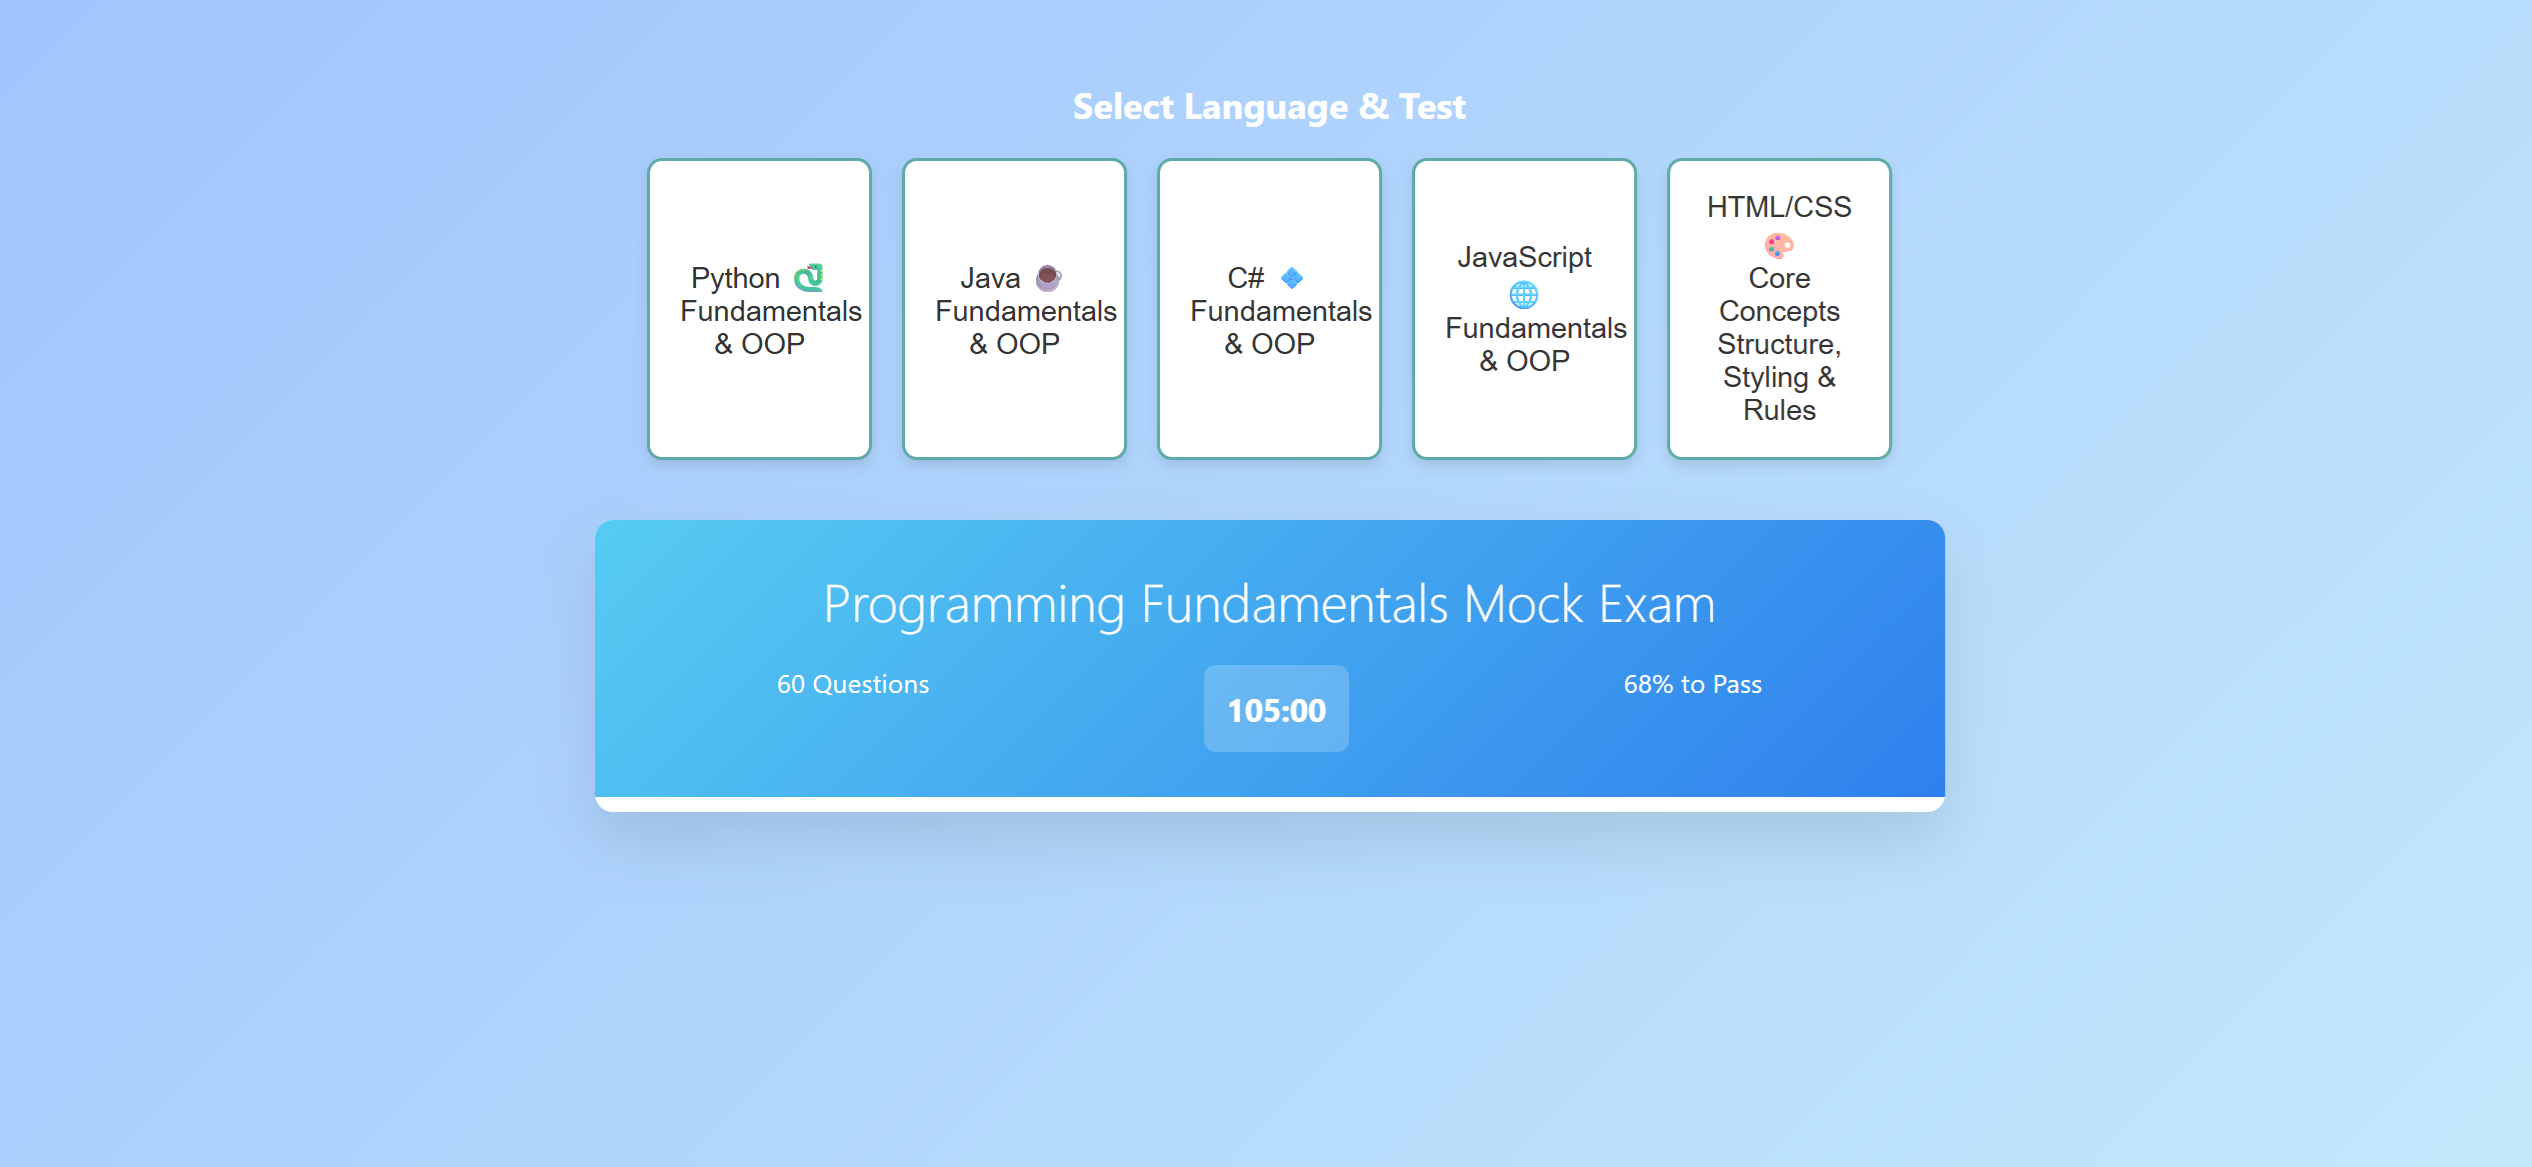 Select Language & Test
Python 🐍
Fundamentals
& OOP
Java ☕
Fundamentals
& OOP
C# 💠
Fundamentals
& OOP
JavaScript
🌐
Fundamentals
& OOP
HTML/CSS
🎨
Core
Concepts
Structure,
Styling &
Rules
Programming Fundamentals Mock Exam
60 Questions
105:00
68% to Pass